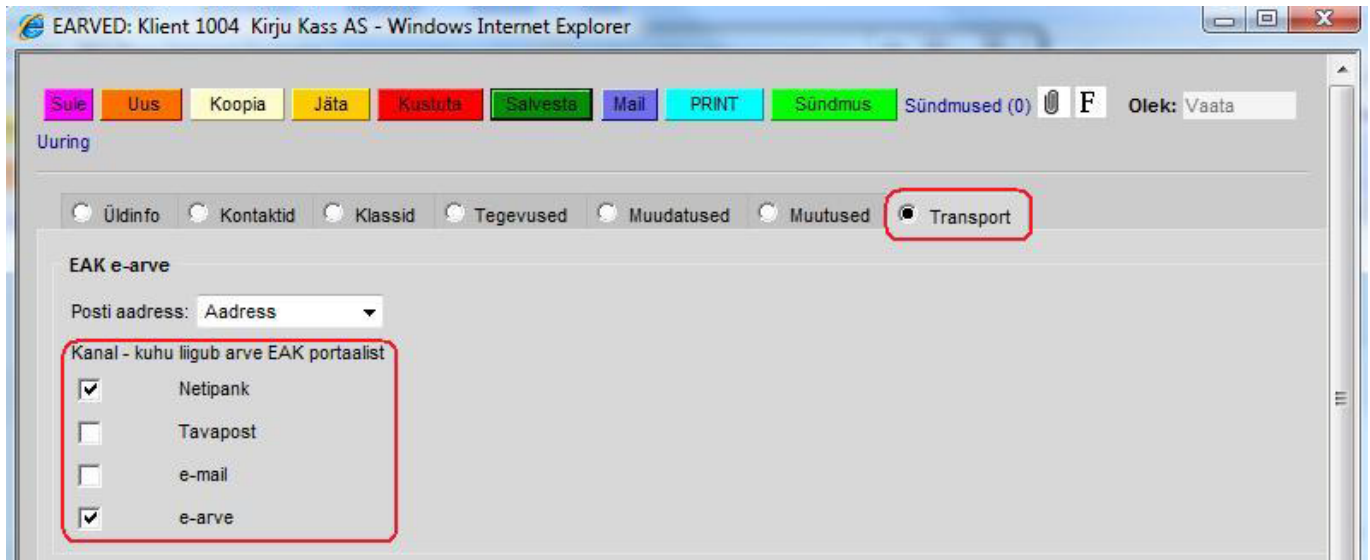 EARVED: Klient 1004 Kirju Kass AS - Windows Internet Explorer
Sule Uus Koopia Jäta Kustuta Salvesta Mail PRINT Sündmus Sündmused (0) F Olek: Vaata
Uuring
Üldinfo Kontaktid Klassid Tegevused Muudatused Muutused Transport
EAK e-arve
Posti aadress: Aadress
Kanal - kuhu liigub arve EAK portaalist
Netipank
Tavapost
e-mail
e-arve